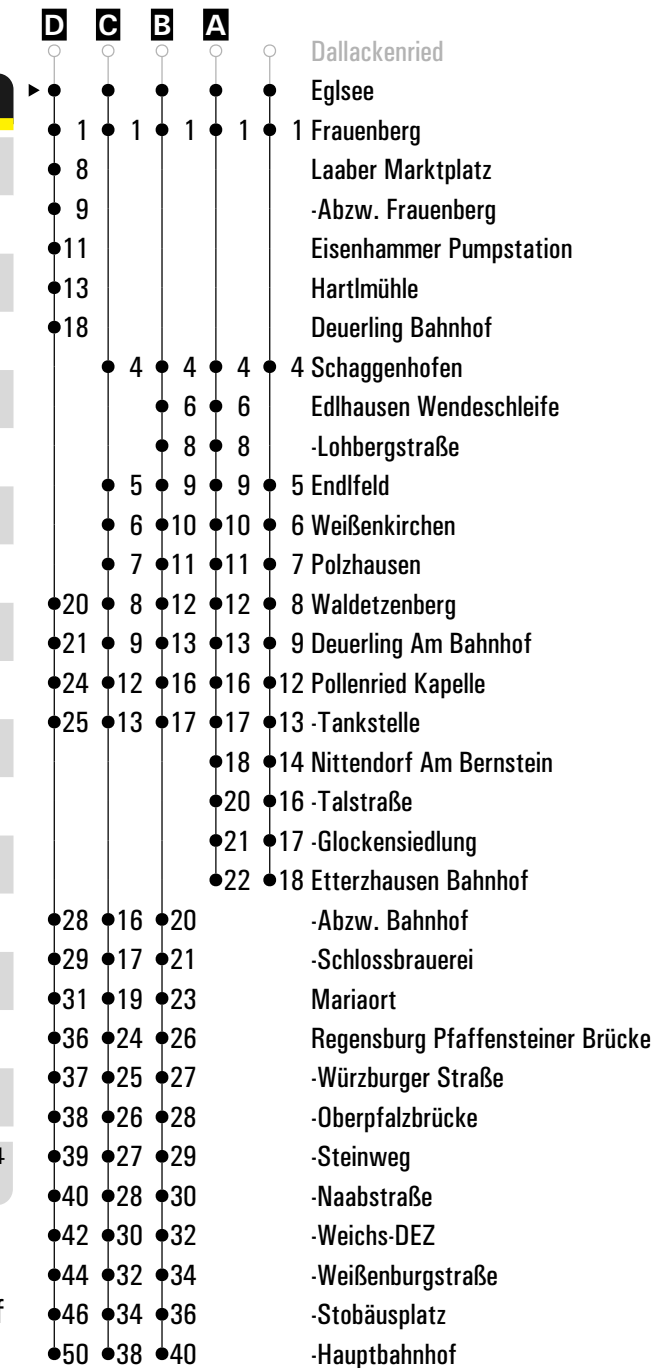 D C B A
Dallackenried
Eglsee
1 1 1 1 1 Frauenberg
8 Laaber Marktplatz
9 -Abzw. Frauenberg
11 Eisenhammer Pumpstation
13 Hartlmühle
18 Deuerling Bahnhof
4 4 4 4 Schaggenhofen
6 6 Edlhausen Wendeschleife
8 8 -Lohbergstraße
5 9 9 5 Endlfeld
6 10 10 6 Weißenkirchen
7 11 11 7 Polzhausen
20 8 12 12 8 Waldetzenberg
21 9 13 13 9 Deuerling Am Bahnhof
24 12 16 16 12 Pollenried Kapelle
25 13 17 17 13 -Tankstelle
18 14 Nittendorf Am Bernstein
20 16 -Talstraße
21 17 -Glockensiedlung
22 18 Etterzhausen Bahnhof
28 16 20 -Abzw. Bahnhof
29 17 21 -Schlossbrauerei
31 19 23 Mariaort
36 24 26 Regensburg Pfaffensteiner Brücke
37 25 27 -Würzburger Straße
38 26 28 -Oberpfalzbrücke
39 27 29 -Steinweg
40 28 30 -Naabstraße
42 30 32 -Weichs-DEZ
44 32 34 -Weißenburgstraße
46 34 36 -Stobäusplatz
50 38 40 -Hauptbahnhof